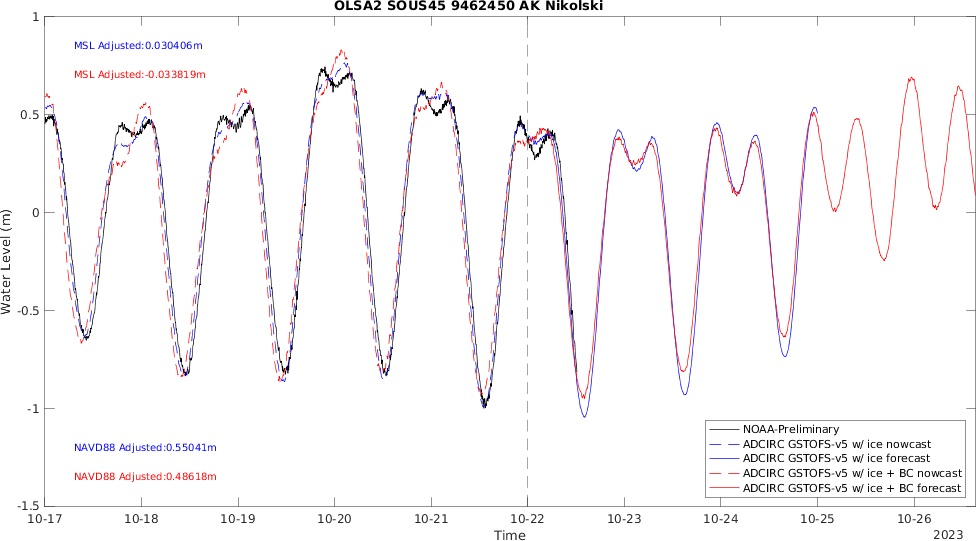 OLSA2 SOUS45 9462450 AK Nikolski
1
0.5
0
-0.5
-1
-1.5
Water Level (m)
MSL Adjusted:0.030406m
MSL Adjusted:-0.033819m
NAVD88 Adjusted:0.55041m
NAVD88 Adjusted:0.48618m
NOAA-Preliminary
ADCIRC GSTOFS-v5 w/ ice nowcast
ADCIRC GSTOFS-v5 w/ ice forecast
ADCIRC GSTOFS-v5 w/ ice + BC nowcast
ADCIRC GSTOFS-v5 w/ ice + BC forecast
10-17 10-18 10-19 10-20 10-21 10-22 10-23 10-24 10-25 10-26
Time
2023